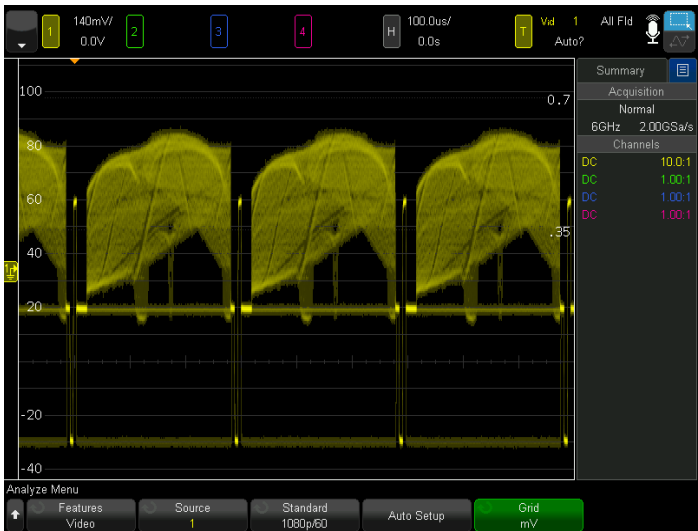 1 140mV/ 2 3 4 H 100.0us/ T Vid 1 All Fld
0.0V 0.0s Auto?
Summary
Acquisition
Normal
6GHz 2.00GSa/s
Channels
DC 10.0:1
DC 1.00:1
DC 1.00:1
DC 1.00:1
100
0.7
80
60
.35
40
1
20
-20
-40
Analyze Menu
Features Source Standard Auto Setup Grid
Video 1 1080p/60 mV